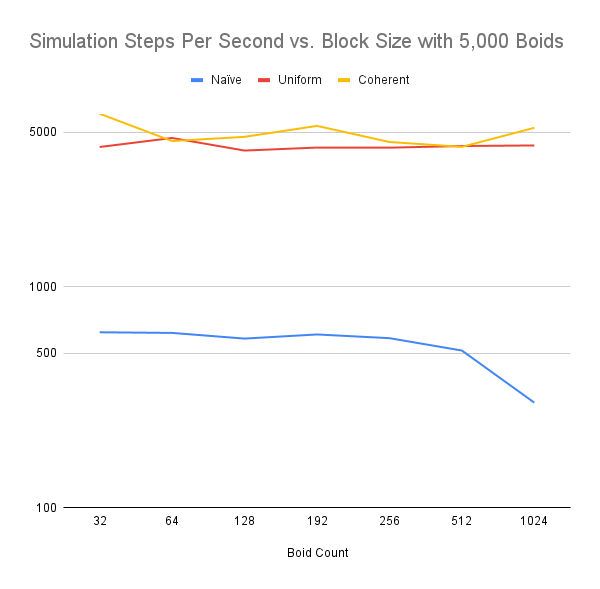 Simulation Steps Per Second vs. Block Size with 5,000 Boids
Naïve Uniform Coherent
5000
1000
500
100
32 64 128 192 256 512 1024
Boid Count